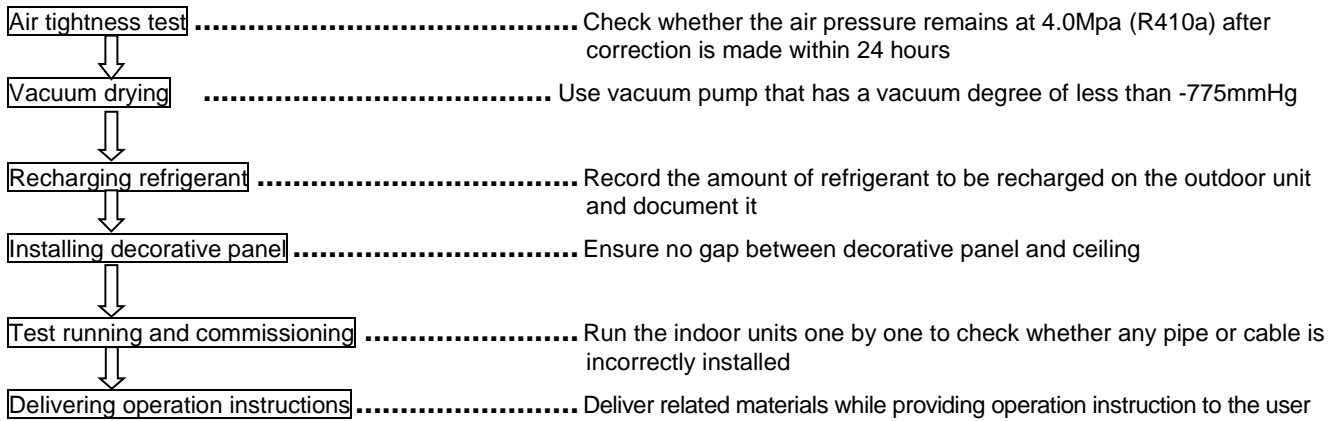 Air tightness test ........................................... Check whether the air pressure remains at 4.0Mpa (R410a) after
correction is made within 24 hours
Vacuum drying ....................................... Use vacuum pump that has a vacuum degree of less than -775mmHg
Recharging refrigerant .................................... Record the amount of refrigerant to be recharged on the outdoor unit
and document it
Installing decorative panel ................................ Ensure no gap between decorative panel and ceiling
Test running and commissioning ........................ Run the indoor units one by one to check whether any pipe or cable is
incorrectly installed
Delivering operation instructions ......................... Deliver related materials while providing operation instruction to the user